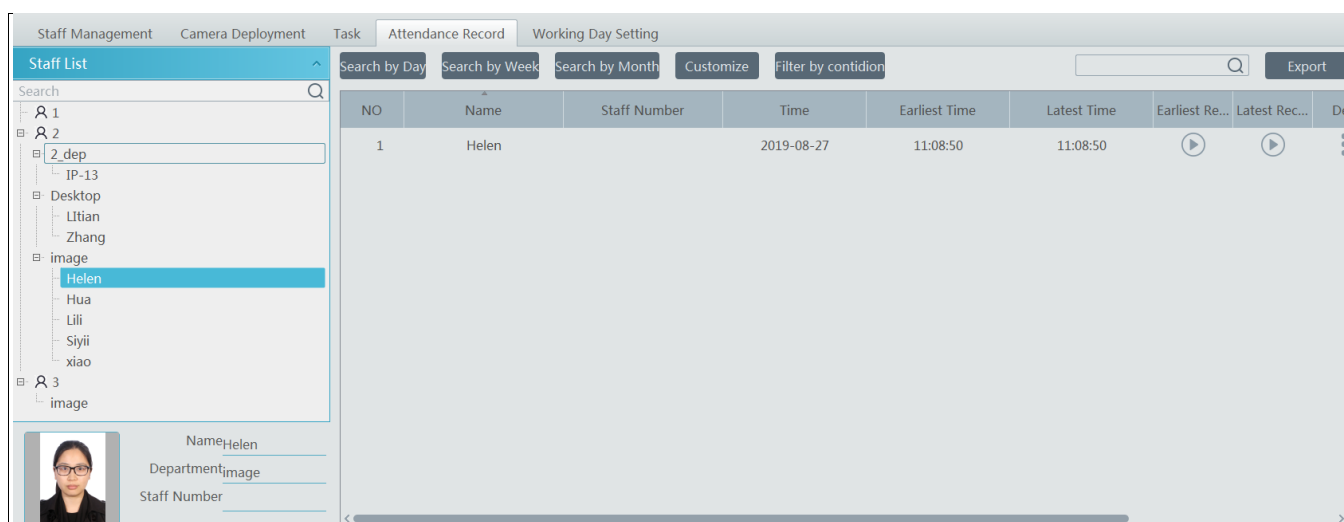 Staff Management Camera Deployment Task Attendance Record Working Day Setting
Staff List
Search by Day Search by Week Search by Month Customize Filter by contidion Export
Search
NO Name Staff Number Time Earliest Time Latest Time Earliest Re... Latest Rec... De
1 Helen 2019-08-27 11:08:50 11:08:50
1
2
2_dep
IP-13
Desktop
LItian
Zhang
image
Helen
Hua
Lili
Siyii
xiao
3
image
Name Helen
Department image
Staff Number